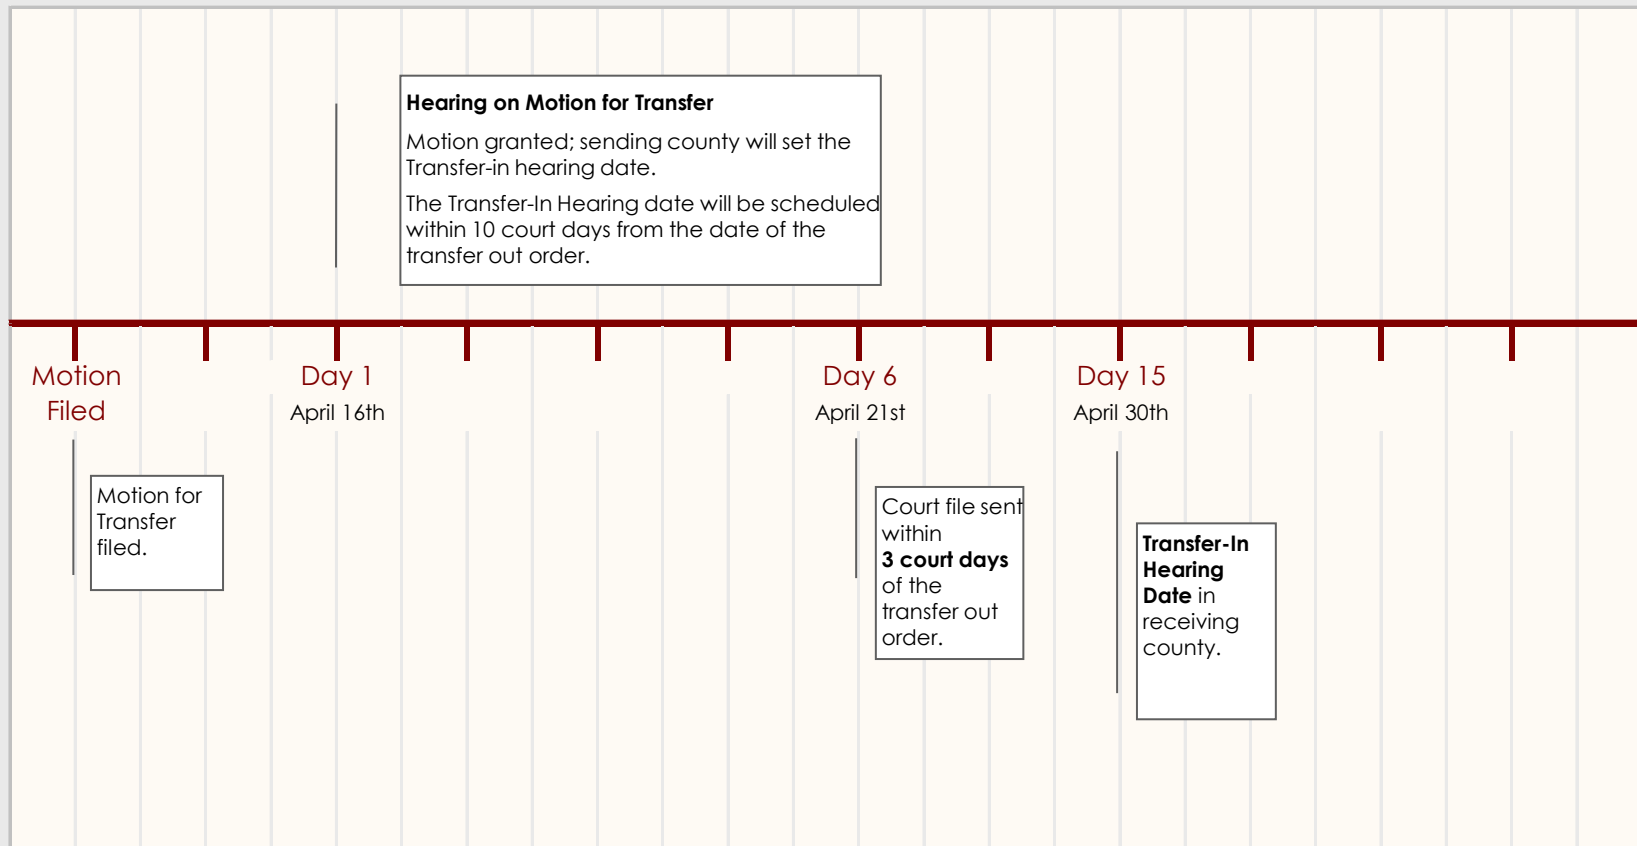 Hearing on Motion for Transfer
Motion granted; sending county will set the
Transfer-in hearing date.
The Transfer-In Hearing date will be scheduled
within 10 court days from the date of the
transfer out order.
Motion
Filed
Day 1
April 16th
Day 6
April 21st
Day 15
April 30th
Motion for
Transfer
filed.
Court file sent
within
3 court days
of the
transfer out
order.
Transfer-In
Hearing
Date in
receiving
county.